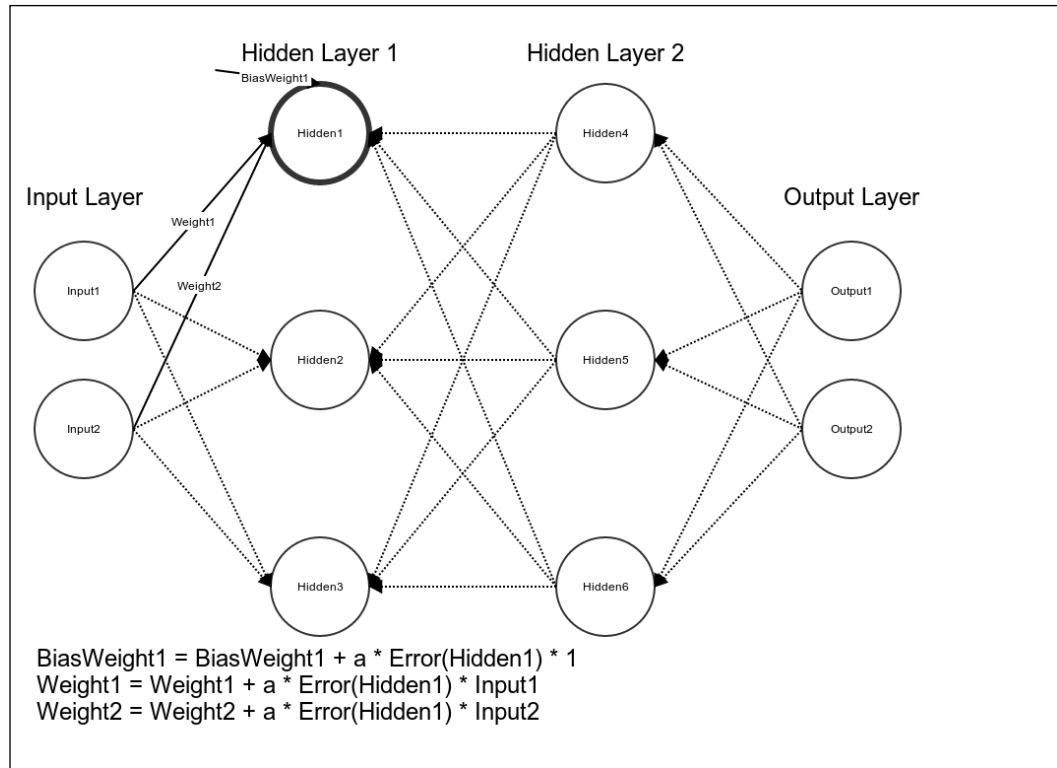 Hidden Layer 1
Hidden Layer 2
BiasWeight1
Hidden1
Hidden4
Input Layer
Output Layer
Weight1
Weight2
Input1
Output1
Hidden2
Hidden5
Input2
Output2
Hidden3
Hidden6
BiasWeight1 = BiasWeight1 + a * Error(Hidden1) * 1
Weight1 = Weight1 + a * Error(Hidden1) * Input1
Weight2 = Weight2 + a * Error(Hidden1) * Input2